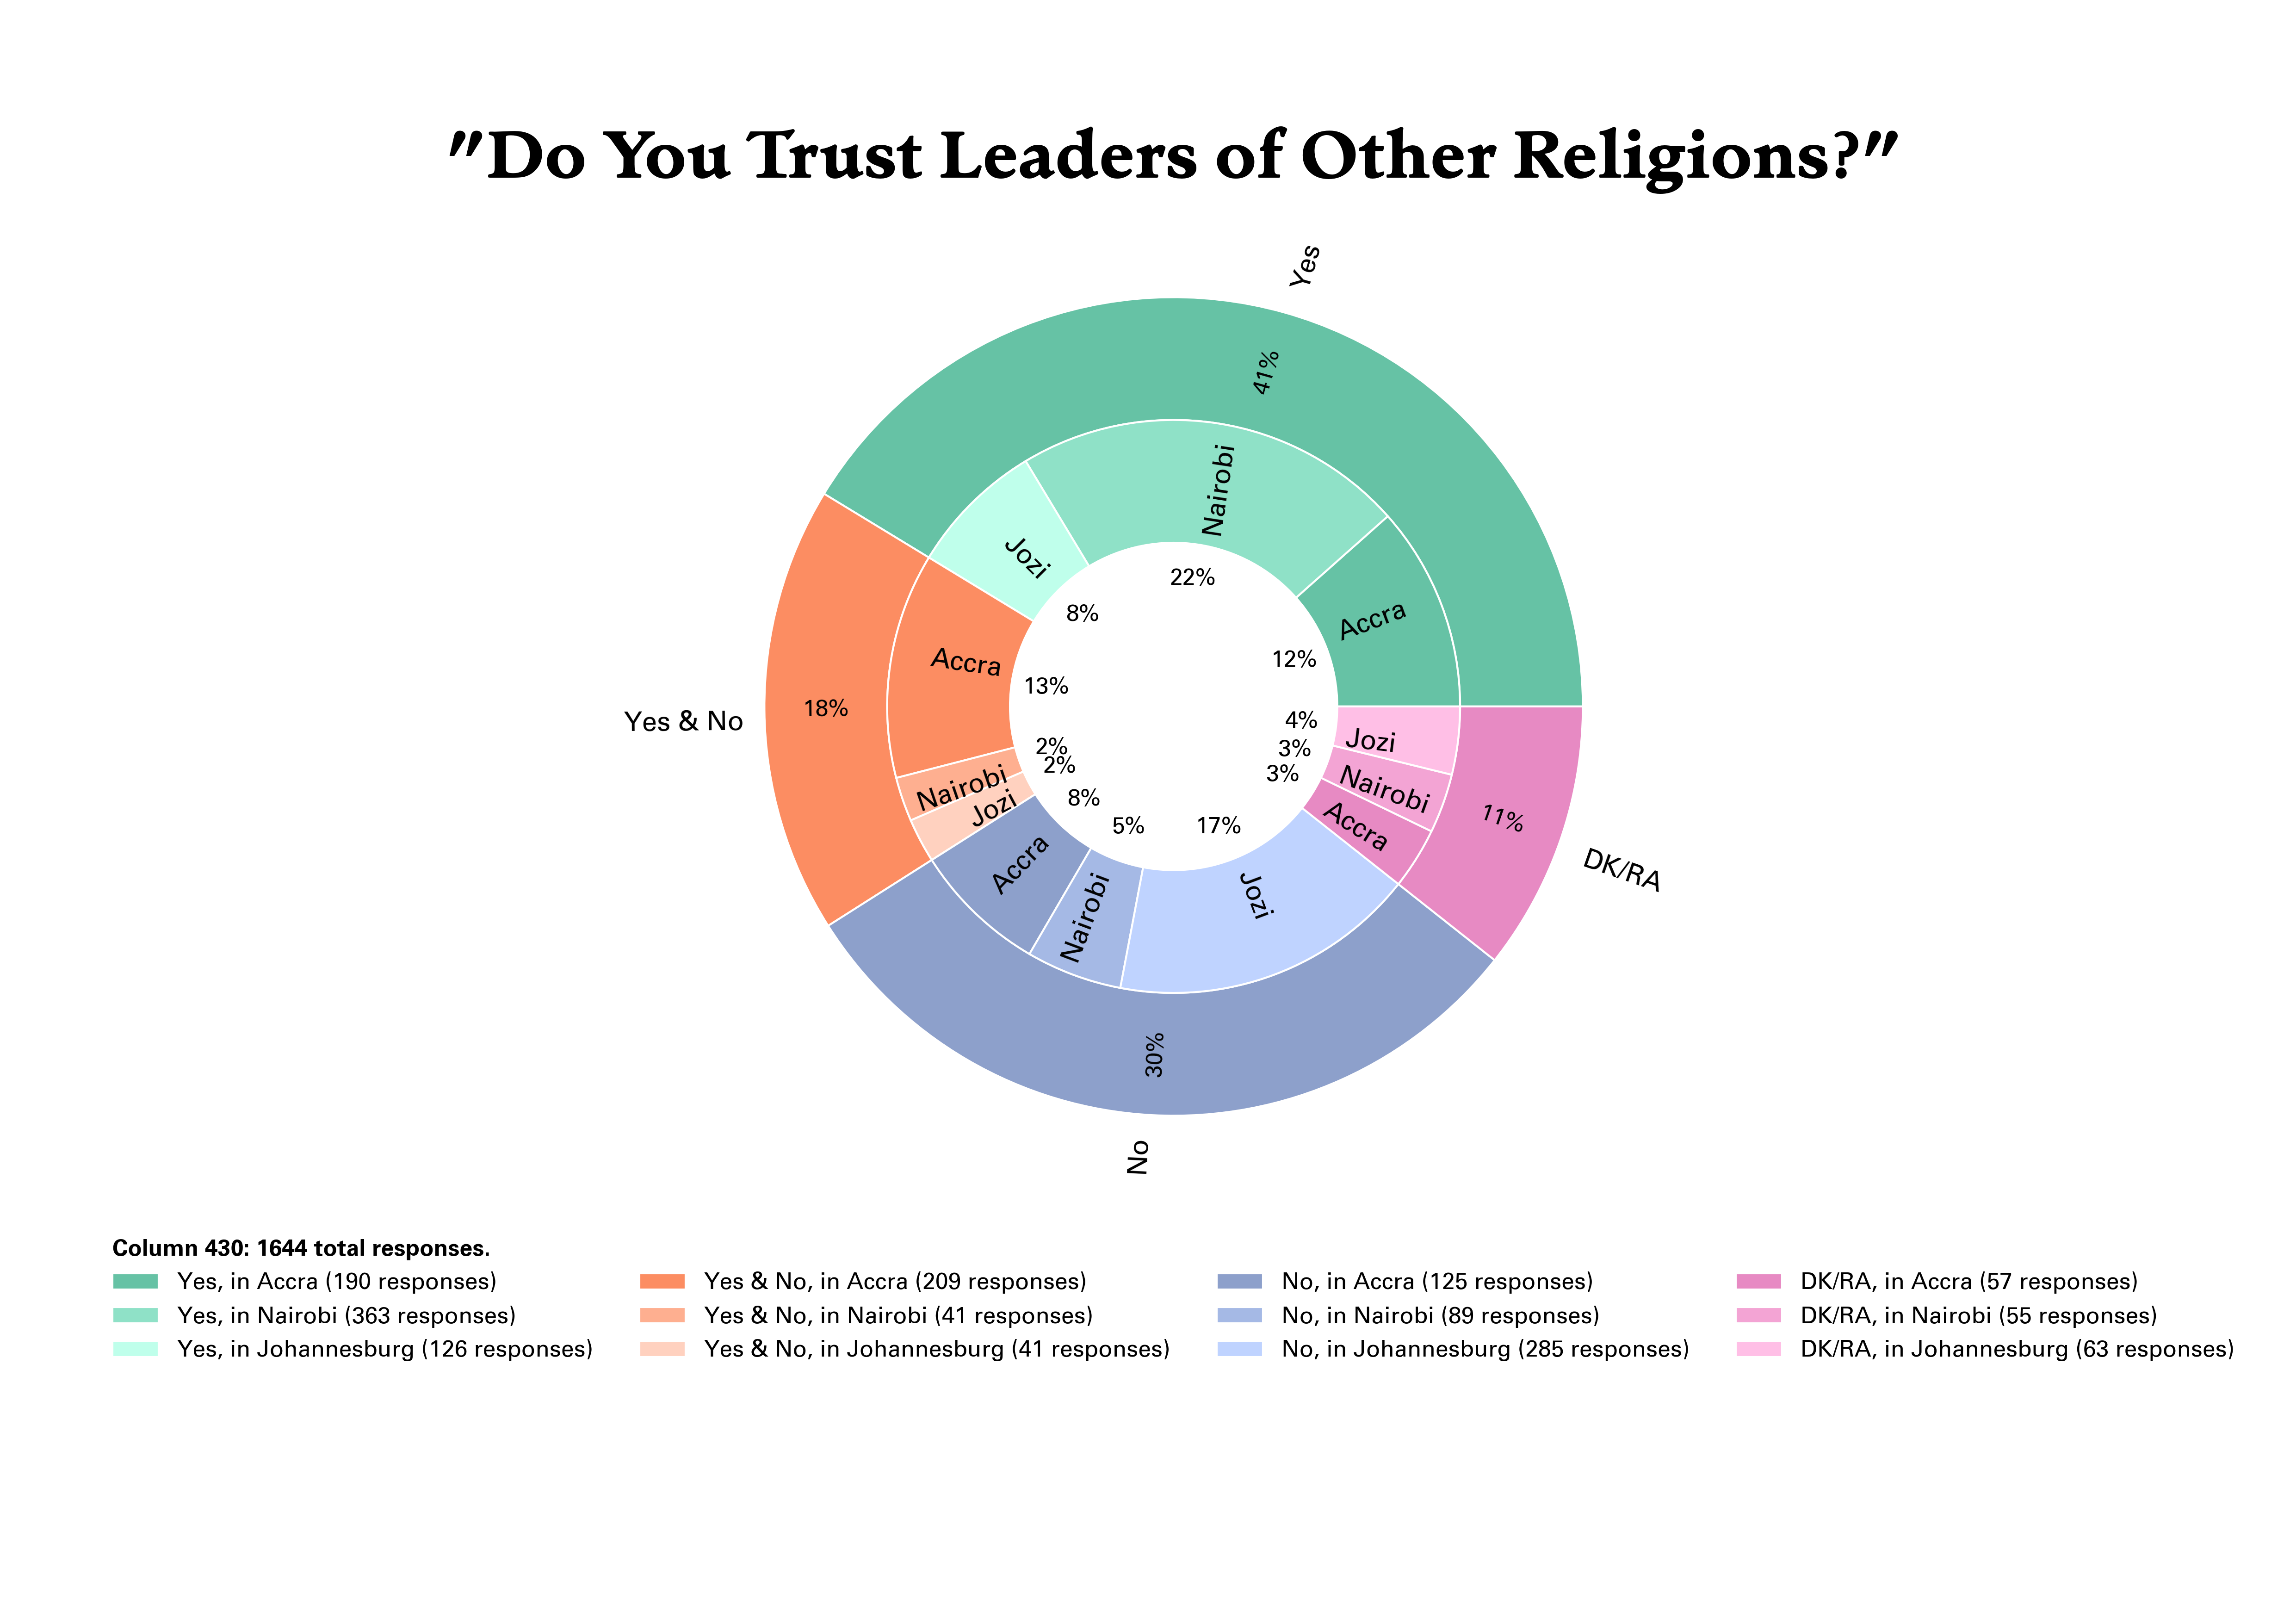 "Do You Trust Leaders of Other Religions?"
Yes
41%
Nairobi
22%
Jozi
8%
Accra
12%
Yes & No
18%
Accra
13%
Nairobi
2%
Jozi
2%
No
30%
Accra
8%
Nairobi
5%
Jozi
17%
DK/RA
11%
Jozi
4%
Nairobi
3%
Accra
3%
Column 430: 1644 total responses.
Yes, in Accra (190 responses)
Yes, in Nairobi (363 responses)
Yes, in Johannesburg (126 responses)
Yes & No, in Accra (209 responses)
Yes & No, in Nairobi (41 responses)
Yes & No, in Johannesburg (41 responses)
No, in Accra (125 responses)
No, in Nairobi (89 responses)
No, in Johannesburg (285 responses)
DK/RA, in Accra (57 responses)
DK/RA, in Nairobi (55 responses)
DK/RA, in Johannesburg (63 responses)